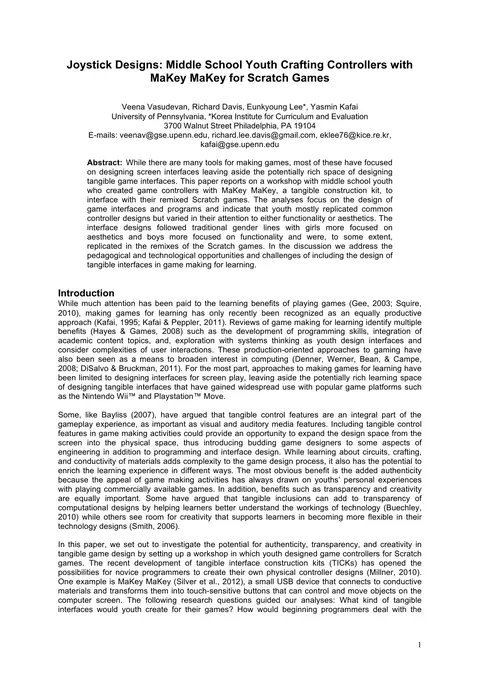 Joystick Designs: Middle School Youth Crafting Controllers with
MaKey MaKey for Scratch Games
Veena Vasudevan, Richard Davis, Eunkyoung Lee*, Yasmin Kafai
University of Pennsylvania, *Korea Institute for Curriculum and Evaluation
3700 Walnut Street Philadelphia, PA 19104
E-mails: veenav@gse.upenn.edu, richard.lee.davis@gmail.com, eklee76@kice.re.kr,
kafai@gse.upenn.edu
Abstract: While there are many tools for making games, most of these have focused
on designing screen interfaces leaving aside the potentially rich space of designing
tangible game interfaces. This paper reports on a workshop with middle school youth
who created game controllers with MaKey MaKey, a tangible construction kit, to
interface with their remixed Scratch games. The analyses focus on the design of
game interfaces and programs and indicate that youth mostly replicated common
controller designs but varied in their attention to either functionality or aesthetics. The
interface designs followed traditional gender lines with girls more focused on
aesthetics and boys more focused on functionality and were, to some extent,
replicated in the remixes of the Scratch games. In the discussion we address the
pedagogical and technological opportunities and challenges of including the design of
tangible interfaces in game making for learning.
Introduction
While much attention has been paid to the learning benefits of playing games (Gee, 2003; Squire,
2010), making games for learning has only recently been recognized as an equally productive
approach (Kafai, 1995; Kafai & Peppler, 2011). Reviews of game making for learning identify multiple
benefits (Hayes & Games, 2008) such as the development of programming skills, integration of
academic content topics, and, exploration with systems thinking as youth design interfaces and
consider complexities of user interactions. These production-oriented approaches to gaming have
also been seen as a means to broaden interest in computing (Denner, Werner, Bean, & Campe,
2008; DiSalvo & Bruckman, 2011). For the most part, approaches to making games for learning have
been limited to designing interfaces for screen play, leaving aside the potentially rich learning space
of designing tangible interfaces that have gained widespread use with popular game platforms such
as the Nintendo Wii™ and Playstation™ Move.
Some, like Bayliss (2007), have argued that tangible control features are an integral part of the
gameplay experience, as important as visual and auditory media features. Including tangible control
features in game making activities could provide an opportunity to expand the design space from the
screen into the physical space, thus introducing budding game designers to some aspects of
engineering in addition to programming and interface design. While learning about circuits, crafting,
and conductivity of materials adds complexity to the game design process, it also has the potential to
enrich the learning experience in different ways. The most obvious benefit is the added authenticity
because the appeal of game making activities has always drawn on youths' personal experiences
with playing commercially available games. In addition, benefits such as transparency and creativity
are equally important. Some have argued that tangible inclusions can add to transparency of
computational designs by helping learners better understand the workings of technology (Buechley,
2010) while others see room for creativity that supports learners in becoming more flexible in their
technology designs (Smith, 2006).
In this paper, we set out to investigate the potential for authenticity, transparency, and creativity in
tangible game design by setting up a workshop in which youth designed game controllers for Scratch
games. The recent development of tangible interface construction kits (TICKs) has opened the
possibilities for novice programmers to create their own physical controller designs (Millner, 2010).
One example is MaKey MaKey (Silver et al., 2012), a small USB device that connects to conductive
materials and transforms them into touch-sensitive buttons that can control and move objects on the
computer screen. The following research questions guided our analyses: What kind of tangible
interfaces would youth create for their games? How would beginning programmers deal with the
1